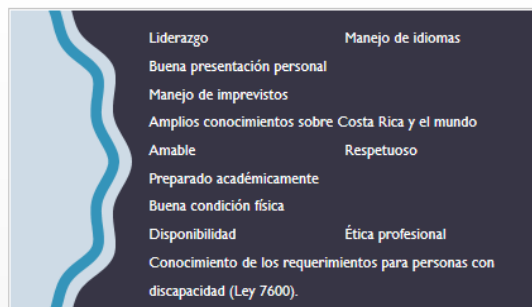 Liderazgo Manejo de idiomas
Buena presentación personal
Manejo de imprevistos
Amplios conocimientos sobre Costa Rica y el mundo
Amable Respetuoso
Preparado académicamente
Buena condición física
Disponibilidad Ética profesional
Conocimiento de los requerimientos para personas con
discapacidad (Ley 7600).